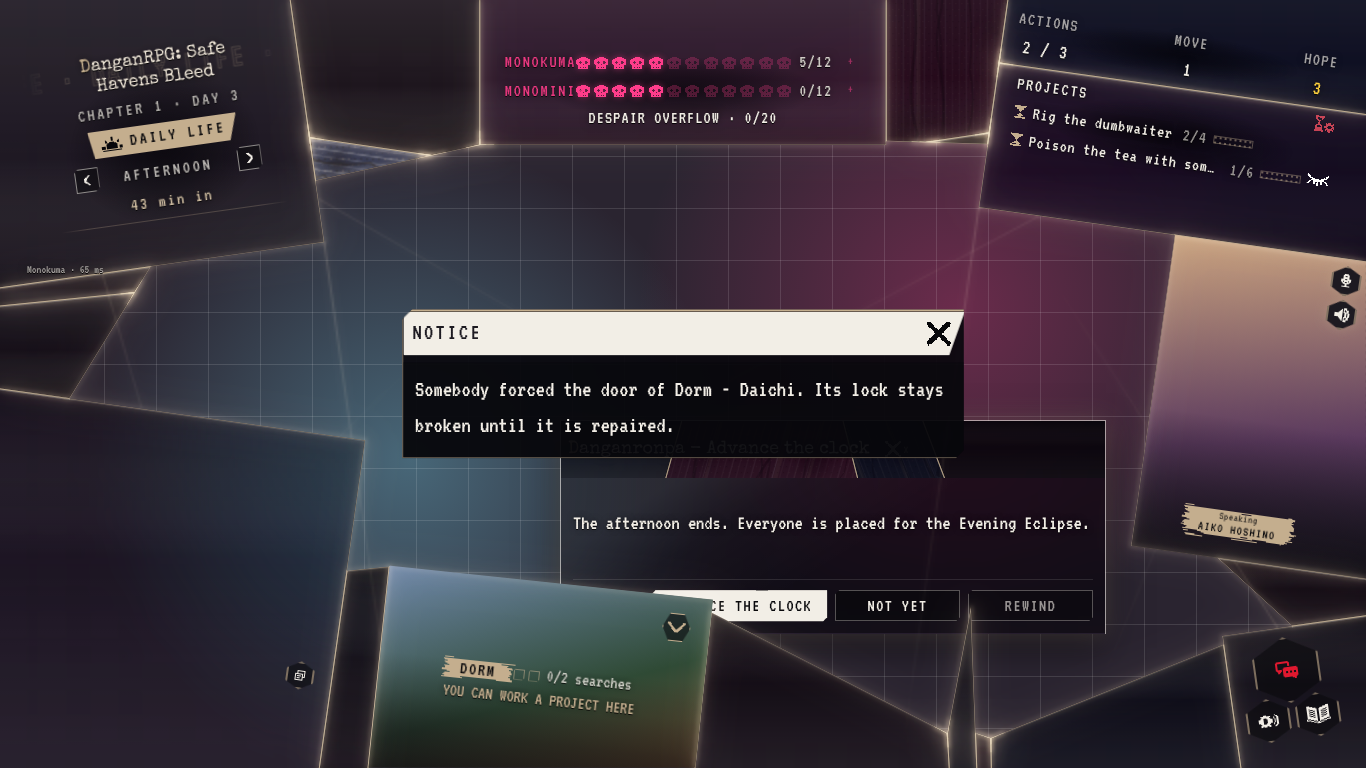 DanganRPG: Safe
Havens Bleed
CHAPTER 1 · DAY 3
DAILY LIFE
AFTERNOON
43 min in
Monokuma · 65 ms
MONOKUMA 5/12
MONOMINI 0/12
DESPAIR OVERFLOW · 0/20
ACTIONS
2 / 3
MOVE
1
HOPE
3
PROJECTS
Rig the dumbwaiter 2/4
Poison the tea with som… 1/6
NOTICE
Somebody forced the door of Dorm - Daichi. Its lock stays
broken until it is repaired.
Danganronpa - Advance the clock
The afternoon ends. Everyone is placed for the Evening Eclipse.
CE THE CLOCK
NOT YET
REWIND
Speaking
AIKO HOSHINO
DORM 0/2 searches
YOU CAN WORK A PROJECT HERE